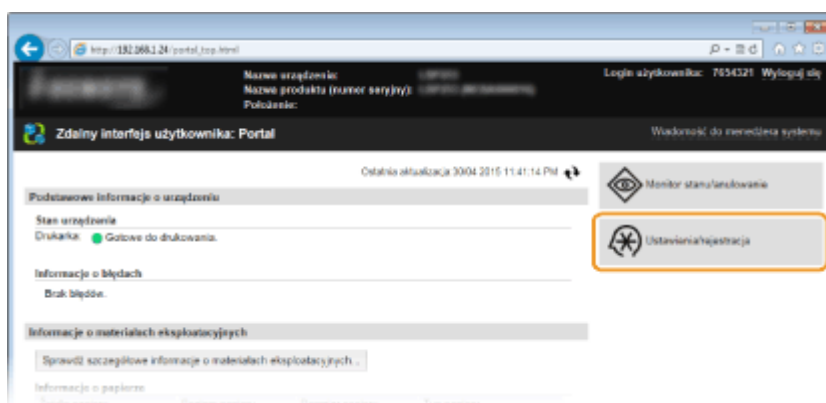 http://192.168.1.24/portal_top.html
Nazwa urządzenia:
Nazwa produktu (numer seryjny):
Położenie:
Login użytkownika: 7654321 Wyloguj się
Zdalny interfejs użytkownika: Portal
Wiadomość do menedżera systemu
Ostatnia aktualizacja 30/04 2015 11:41:14 PM
Podstawowe informacje o urządzeniu
Monitor stanu/anulowanie
Stan urządzenia
Drukarka: Gotowe do drukowania.
Ustawienia/rejestracja
Informacje o błędach
Brak błędów.
Informacje o materiałach eksploatacyjnych
Sprawdź szczegółowe informacje o materiałach eksploatacyjnych...
Informacje o papierze